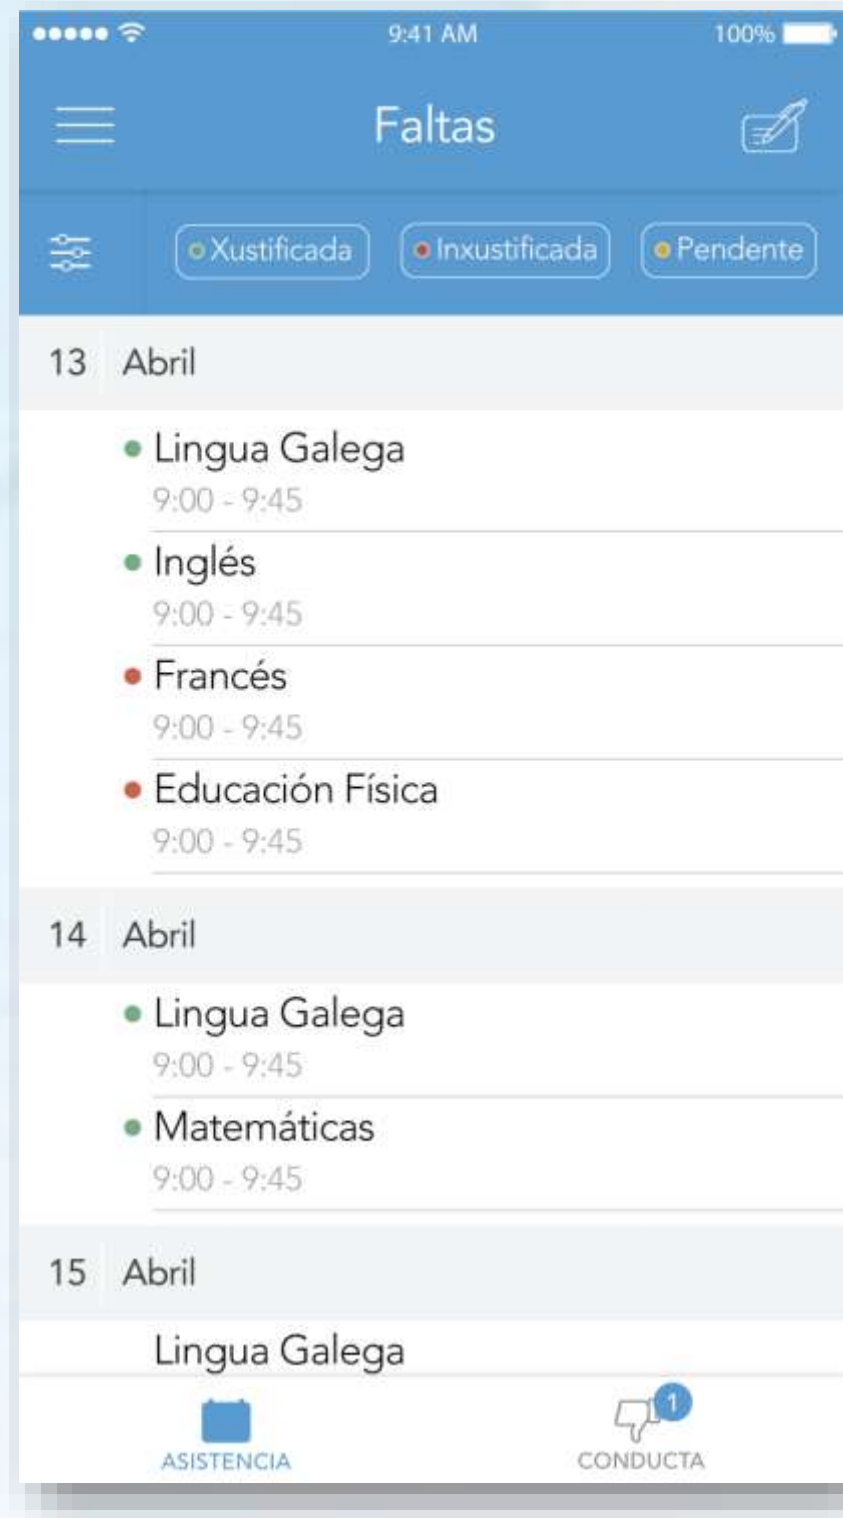 9:41 AM 100%
Faltas
Xustificada Inxustificada Pendente
13 Abril
Lingua Galega
9:00 - 9:45
Inglés
9:00 - 9:45
Francés
9:00 - 9:45
Educación Física
9:00 - 9:45
14 Abril
Lingua Galega
9:00 - 9:45
Matemáticas
9:00 - 9:45
15 Abril
Lingua Galega
1
ASISTENCIA CONDUCTA